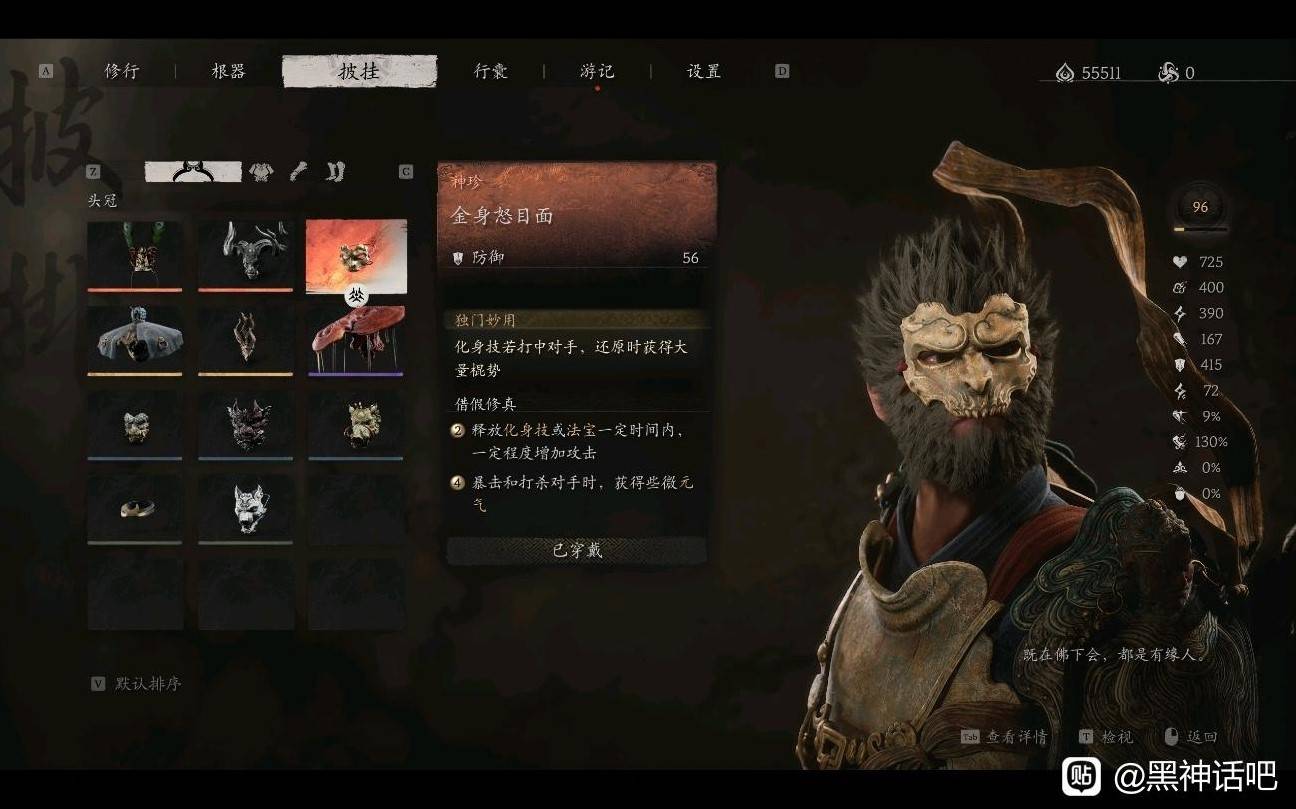 披挂
A 修行 根器 披挂 行囊 游记 设置 D
55511 0
Z C
头冠
神珍
金身怒目面
防御 56
独门妙用
化身技若打中对手，还原时获得大
量棍势
借假修真
2 释放化身技或法宝一定时间内，
一定程度增加攻击
4 暴击和打杀对手时，获得些微元
气
已穿戴
96
725
400
390
167
415
72
9%
130%
0%
0%
既在佛下会，都是有缘人。
V 默认排序
Tab 查看详情 T 检视 返回
贴 @黑神话吧